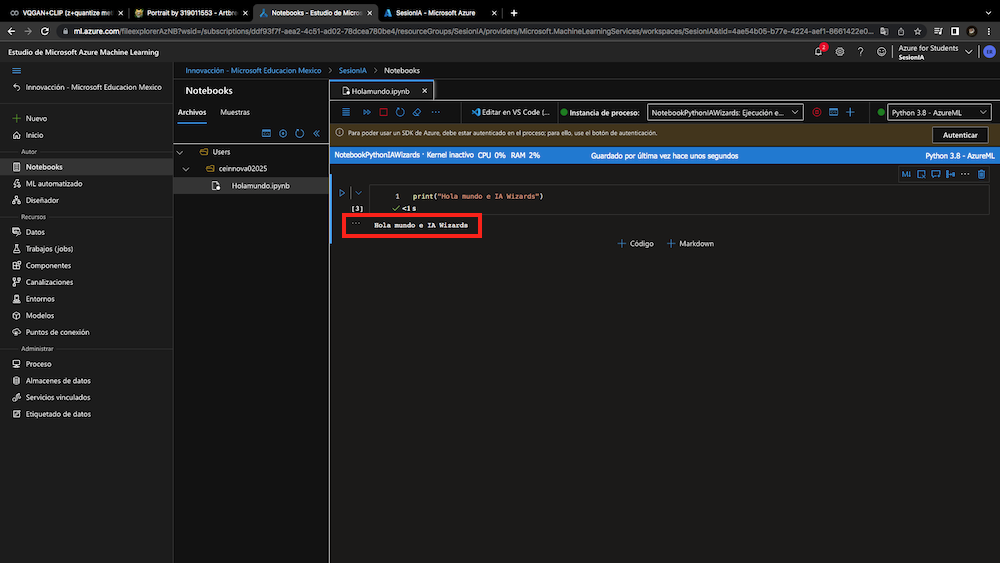 VQGAN+CLIP (z+quantize met
Portrait by 319011553 - Artbre
Notebooks - Estudio de Micros
SesionIA - Microsoft Azure
ml.azure.com/fileexplorerAzNB?wsid=/subscriptions/ddf93f7f-aea2-4c51-ad02-78dcea780be4/resourceGroups/SesionIA/providers/Microsoft.MachineLearningServices/workspaces/SesionIA&tid=4ae54b05-b77e-4224-aef1-8661422e0...
Estudio de Microsoft Azure Machine Learning
2
Azure for Students
SesionIA
Innovacción - Microsoft Educacion Mexico
Nuevo
Inicio
Autor
Notebooks
ML automatizado
Diseñador
Recursos
Datos
Trabajos (jobs)
Componentes
Canalizaciones
Entornos
Modelos
Puntos de conexión
Administrar
Proceso
Almacenes de datos
Servicios vinculados
Etiquetado de datos
Innovacción - Microsoft Educacion Mexico > SesionIA > Notebooks
Notebooks
Archivos Muestras
Users
ceinnova02025
Holamundo.ipynb
Holamundo.ipynb
Editar en VS Code (...
Instancia de proceso:
NotebookPythonIAWizards: Ejecución e...
Python 3.8 - AzureML
Para poder usar un SDK de Azure, debe estar autenticado en el proceso; para ello, use el botón de autenticación.
Autenticar
NotebookPythonIAWizards · Kernel inactivo CPU 0% RAM 2%
Guardado por última vez hace unos segundos
Python 3.8 - AzureML
1 print("Hola mundo e IA Wizards")
[3] <1 s
Hola mundo e IA Wizards
+ Código + Markdown